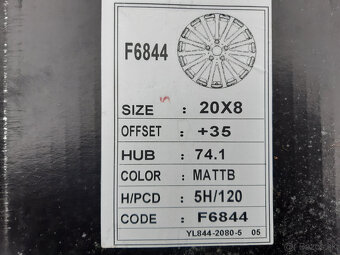 F6844
SIZE : 20X8
OFFSET : +35
HUB : 74.1
COLOR : MATTB
H/PCD : 5H/120
CODE : F6844
YL844-2080-5 05